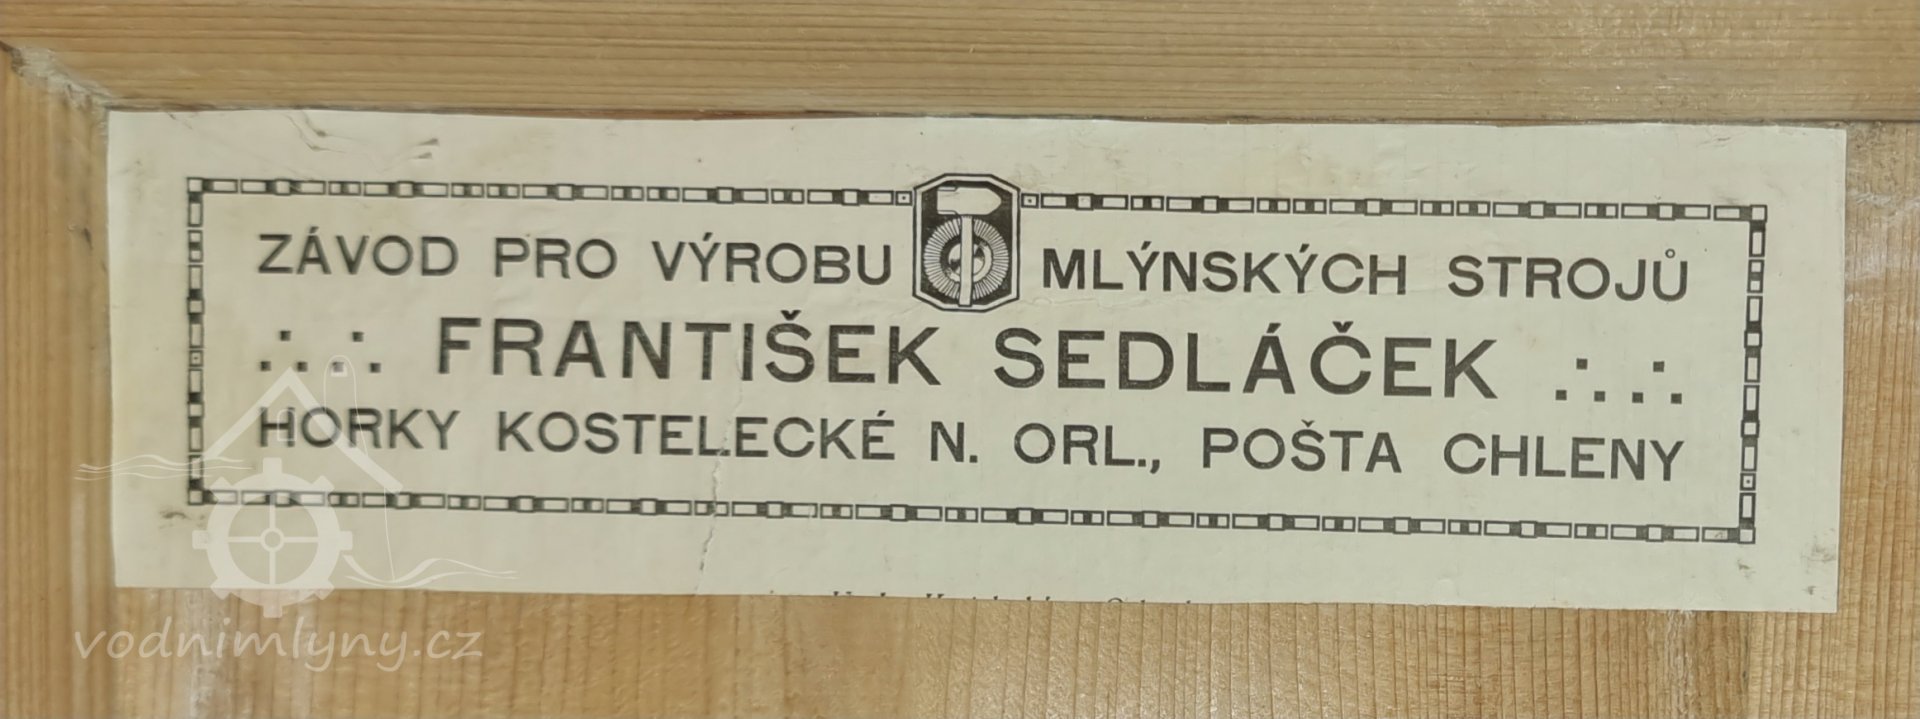 ZÁVOD PRO VÝROBU MLÝNSKÝCH STROJŮ
FRANTIŠEK SEDLÁČEK
HORKY KOSTELECKÉ N. ORL., POŠTA CHLENY
vodnimlyny.cz